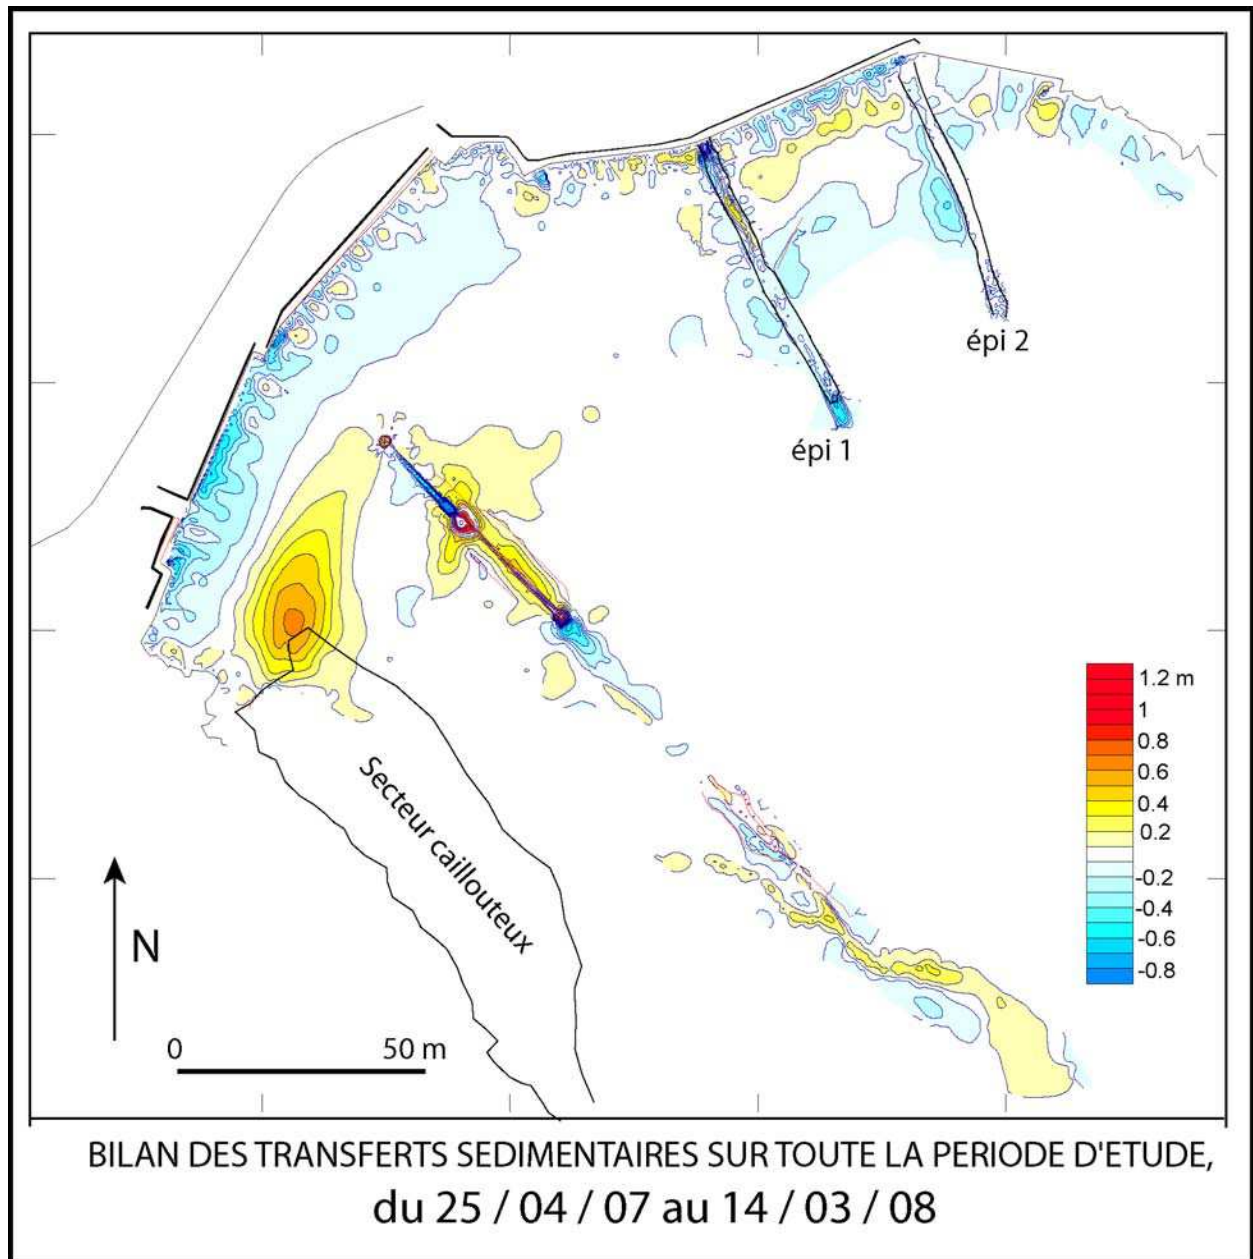 épi 2
épi 1
1.2 m
1
0.8
0.6
0.4
0.2
-0.2
-0.4
-0.6
-0.8
Secteur caillouteux
N
0 50 m
BILAN DES TRANSFERTS SEDIMENTAIRES SUR TOUTE LA PERIODE D'ETUDE,
du 25 / 04 / 07 au 14 / 03 / 08